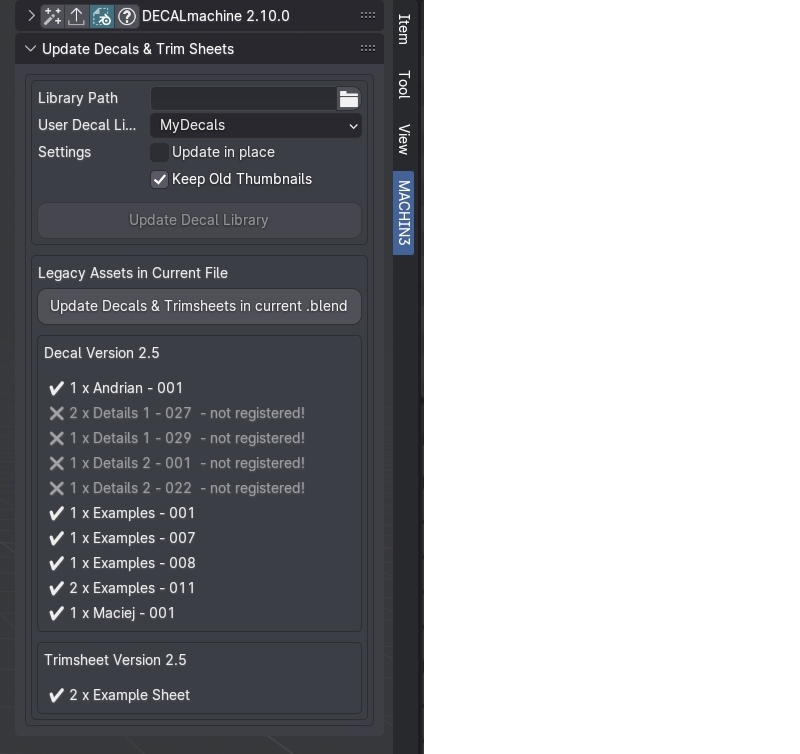 DECALmachine 2.10.0
Update Decals & Trim Sheets
Library Path
User Decal Li... MyDecals
Settings Update in place
Keep Old Thumbnails
Update Decal Library
Legacy Assets in Current File
Update Decals & Trimsheets in current .blend
Decal Version 2.5
1 x Andrian - 001
2 x Details 1 - 027 - not registered!
1 x Details 1 - 029 - not registered!
1 x Details 2 - 001 - not registered!
1 x Details 2 - 022 - not registered!
1 x Examples - 001
1 x Examples - 007
1 x Examples - 008
2 x Examples - 011
1 x Maciej - 001
Trimsheet Version 2.5
2 x Example Sheet
Item
Tool
View
MACHIN3